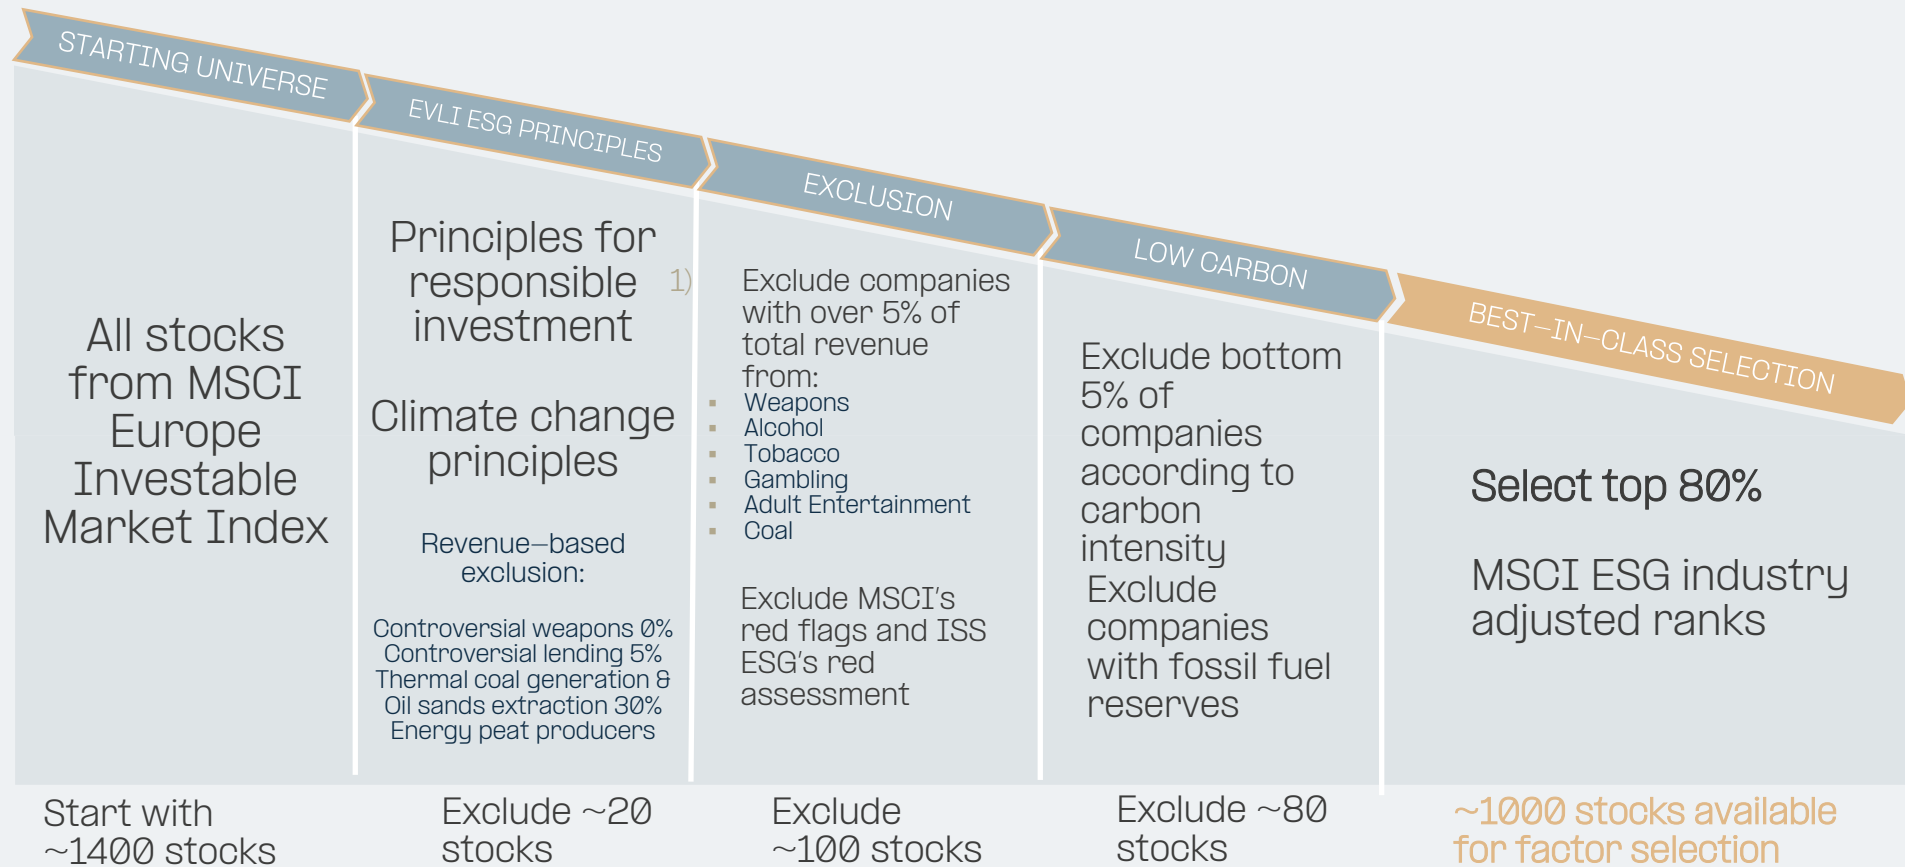 STARTING UNIVERSE
All stocks
from MSCI
Europe
Investable
Market Index
Start with
~1400 stocks
EVLI ESG PRINCIPLES
Principles for
responsible 1)
investment
Climate change
principles
Revenue-based
exclusion:
Controversial weapons 0%
Controversial lending 5%
Thermal coal generation &
Oil sands extraction 30%
Energy peat producers
Exclude ~20
stocks
EXCLUSION
Exclude companies
with over 5% of
total revenue
from:
▪ Weapons
▪ Alcohol
▪ Tobacco
▪ Gambling
▪ Adult Entertainment
▪ Coal
Exclude MSCI's
red flags and ISS
ESG's red
assessment
Exclude
~100 stocks
LOW CARBON
Exclude bottom
5% of
companies
according to
carbon
intensity
Exclude
companies
with fossil fuel
reserves
Exclude ~80
stocks
BEST-IN-CLASS SELECTION
Select top 80%
MSCI ESG industry
adjusted ranks
~1000 stocks available
for factor selection